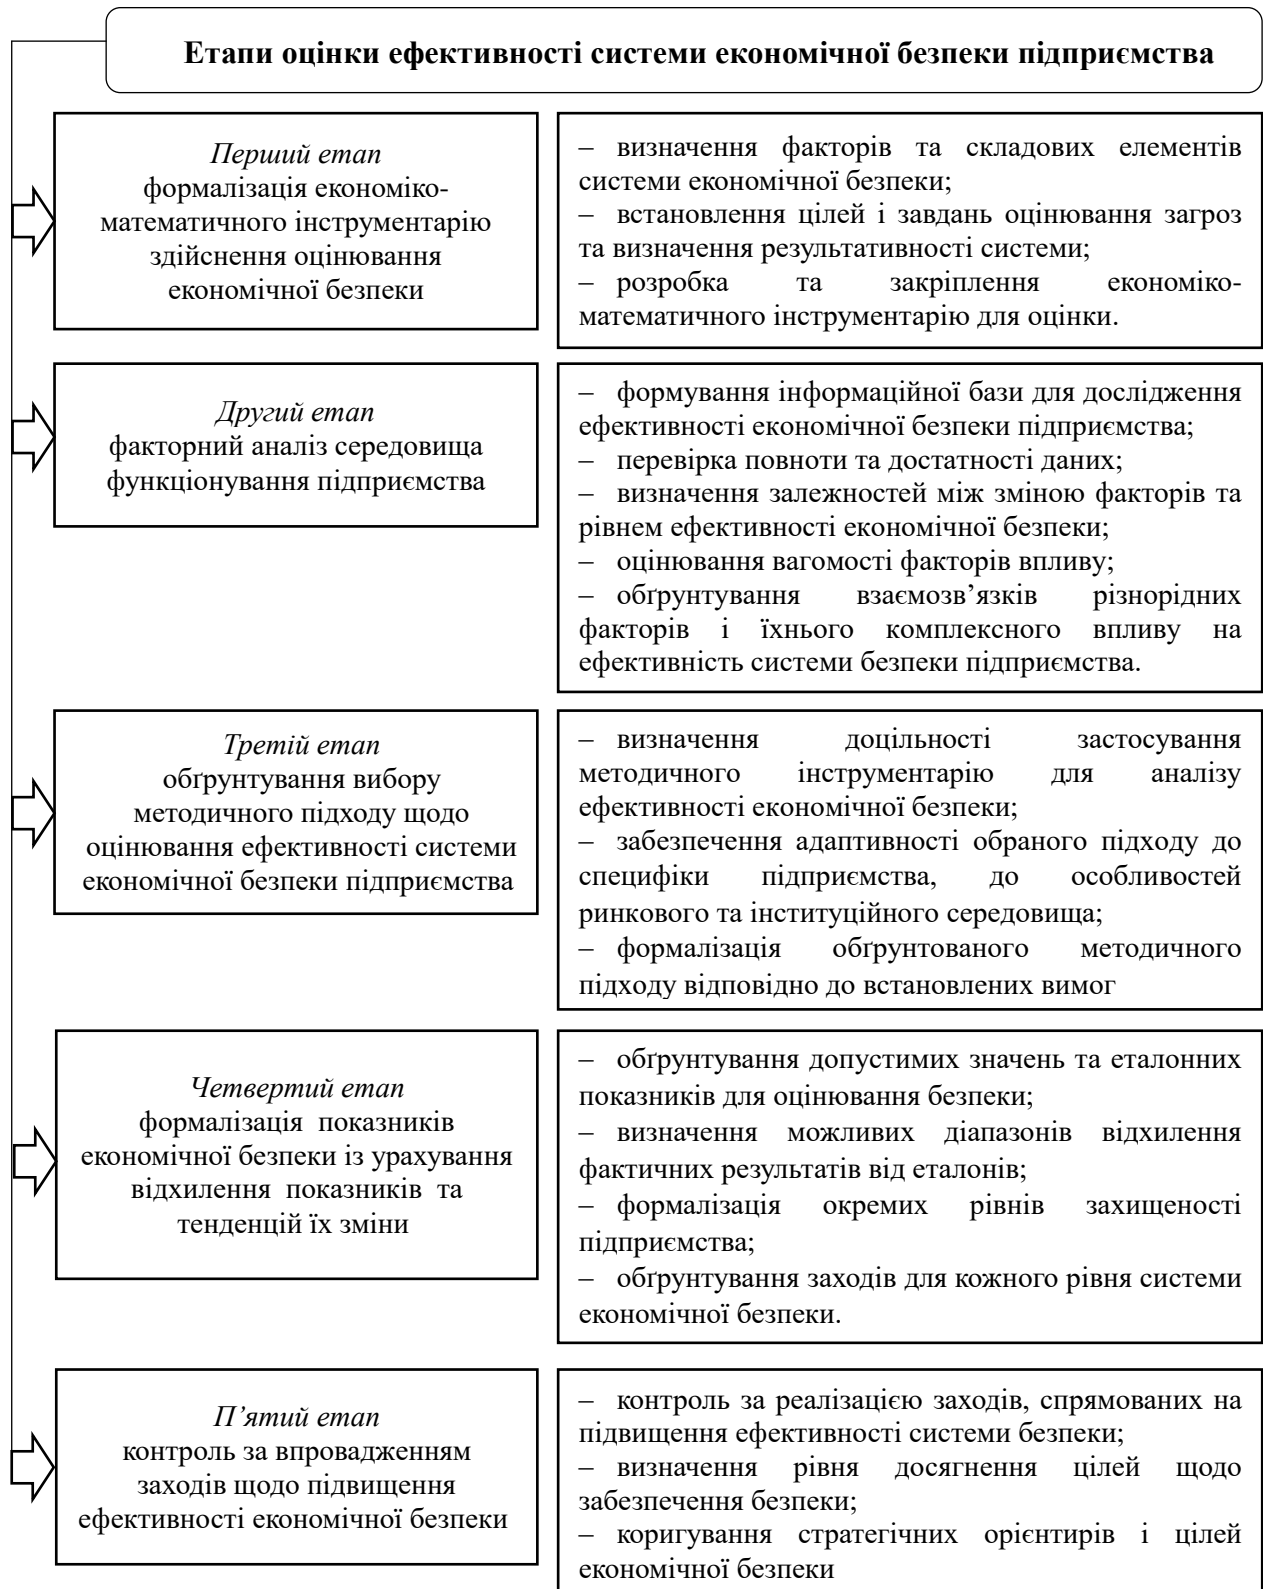 Етапи оцінки ефективності системи економічної безпеки підприємства
Перший етап
формалізація економіко-
математичного інструментарію
здійснення оцінювання
економічної безпеки
– визначення факторів та складових елементів
системи економічної безпеки;
– встановлення цілей і завдань оцінювання загроз
та визначення результативності системи;
– розробка та закріплення економіко-
математичного інструментарію для оцінки.
Другий етап
факторний аналіз середовища
функціонування підприємства
– формування інформаційної бази для дослідження
ефективності економічної безпеки підприємства;
– перевірка повноти та достатності даних;
– визначення залежностей між зміною факторів та
рівнем ефективності економічної безпеки;
– оцінювання вагомості факторів впливу;
– обґрунтування взаємозв’язків різнорідних
факторів і їхнього комплексного впливу на
ефективність системи безпеки підприємства.
Третій етап
обґрунтування вибору
методичного підходу щодо
оцінювання ефективності системи
економічної безпеки підприємства
– визначення доцільності застосування
методичного інструментарію для аналізу
ефективності економічної безпеки;
– забезпечення адаптивності обраного підходу до
специфіки підприємства, до особливостей
ринкового та інституційного середовища;
– формалізація обґрунтованого методичного
підходу відповідно до встановлених вимог
Четвертий етап
формалізація показників
економічної безпеки із урахування
відхилення показників та
тенденцій їх зміни
– обґрунтування допустимих значень та еталонних
показників для оцінювання безпеки;
– визначення можливих діапазонів відхилення
фактичних результатів від еталонів;
– формалізація окремих рівнів захищеності
підприємства;
– обґрунтування заходів для кожного рівня системи
економічної безпеки.
П’ятий етап
контроль за впровадженням
заходів щодо підвищення
ефективності економічної безпеки
– контроль за реалізацією заходів, спрямованих на
підвищення ефективності системи безпеки;
– визначення рівня досягнення цілей щодо
забезпечення безпеки;
– коригування стратегічних орієнтирів і цілей
економічної безпеки